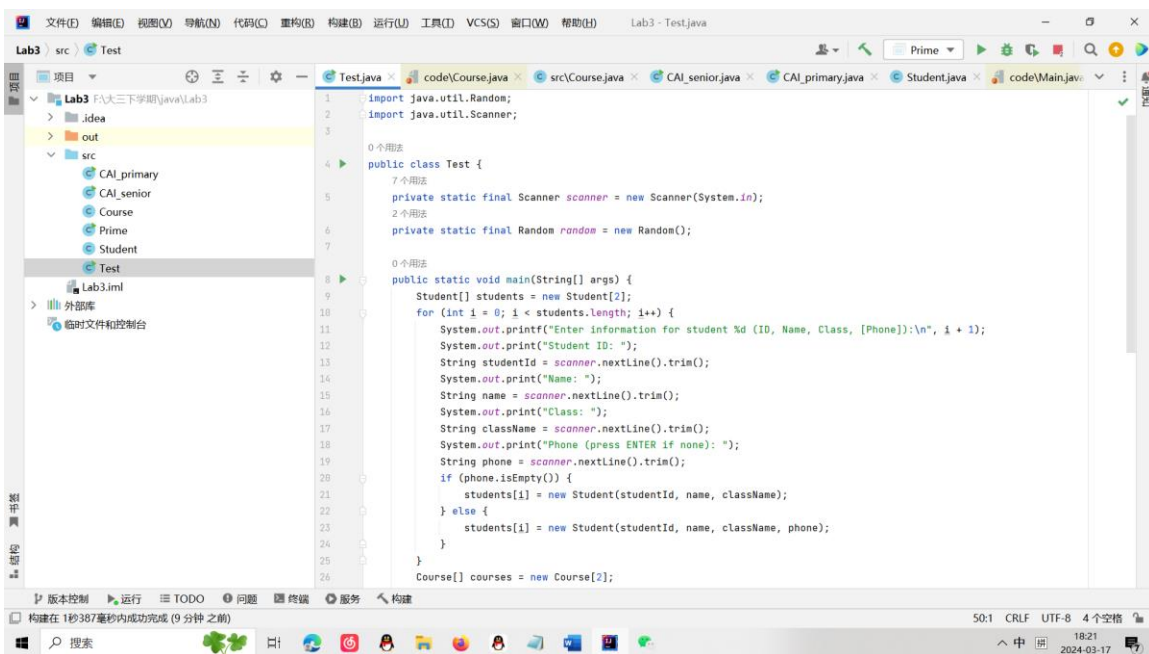 文件(F) 编辑(E) 视图(V) 导航(N) 代码(C) 重构(R) 构建(B) 运行(U) 工具(T) VCS(S) 窗口(W) 帮助(H) Lab3 - Test.java
Lab3 src Test Prime
项目 Test.java code\Course.java src\Course.java CAI_senior.java CAI_primary.java Student.java code\Main.java
项目
通知
Lab3 F:\大三下学期\java\Lab3
.idea
out
src
CAI_primary
CAI_senior
Course
Prime
Student
Test
Lab3.iml
外部库
临时文件和控制台
1 import java.util.Random;
2 import java.util.Scanner;
3
0个用法
4 public class Test {
7个用法
5 private static final Scanner scanner = new Scanner(System.in);
2个用法
6 private static final Random random = new Random();
7
0个用法
8 public static void main(String[] args) {
9 Student[] students = new Student[2];
10 for (int i = 0; i < students.length; i++) {
11 System.out.printf("Enter information for student %d (ID, Name, Class, [Phone]):\n", i + 1);
12 System.out.print("Student ID: ");
13 String studentId = scanner.nextLine().trim();
14 System.out.print("Name: ");
15 String name = scanner.nextLine().trim();
16 System.out.print("Class: ");
17 String className = scanner.nextLine().trim();
18 System.out.print("Phone (press ENTER if none): ");
19 String phone = scanner.nextLine().trim();
20 if (phone.isEmpty()) {
21 students[i] = new Student(studentId, name, className);
22 } else {
23 students[i] = new Student(studentId, name, className, phone);
24 }
25 }
26 Course[] courses = new Course[2];
书签
结构
版本控制 运行 TODO 问题 终端 服务 构建
构建在 1秒387毫秒内成功完成 (9 分钟 之前) 50:1 CRLF UTF-8 4个空格
搜索 中 拼 18:21
2024-03-17